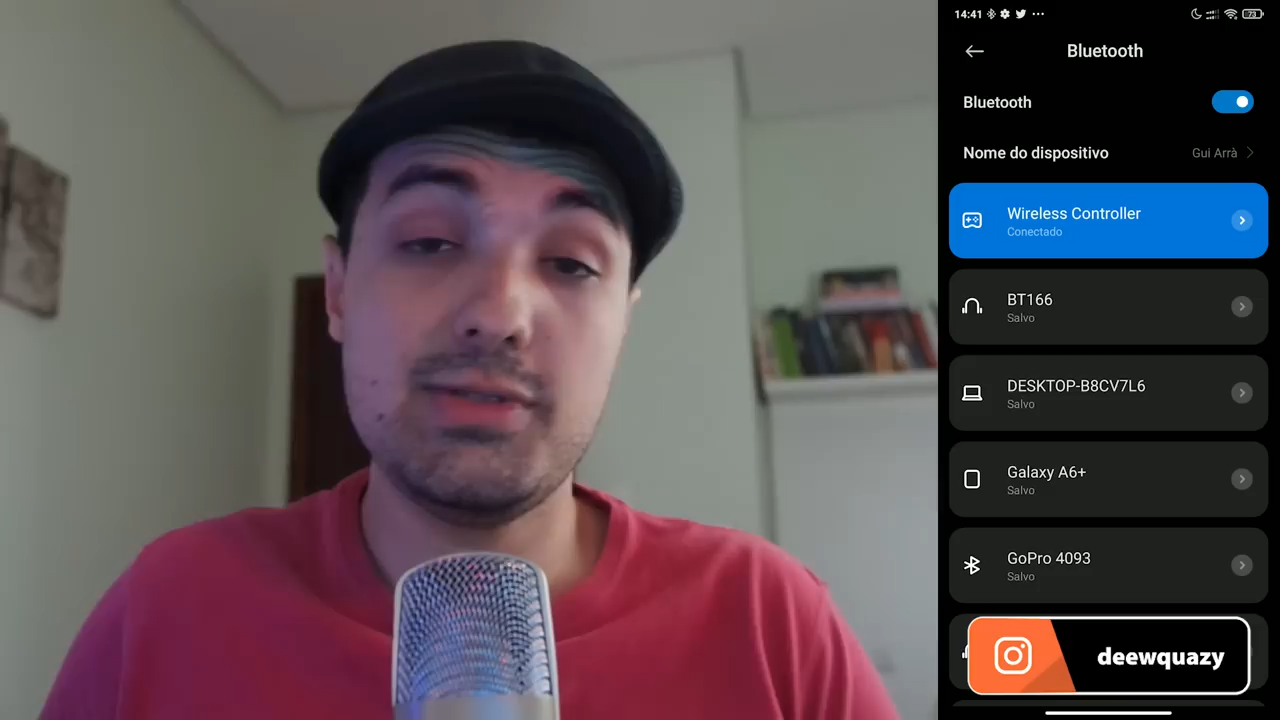 14:41
73
Bluetooth
Bluetooth
Nome do dispositivo
Gui Arrà
Wireless Controller
Conectado
BT166
Salvo
DESKTOP-B8CV7L6
Salvo
Galaxy A6+
Salvo
GoPro 4093
Salvo
deewquazy